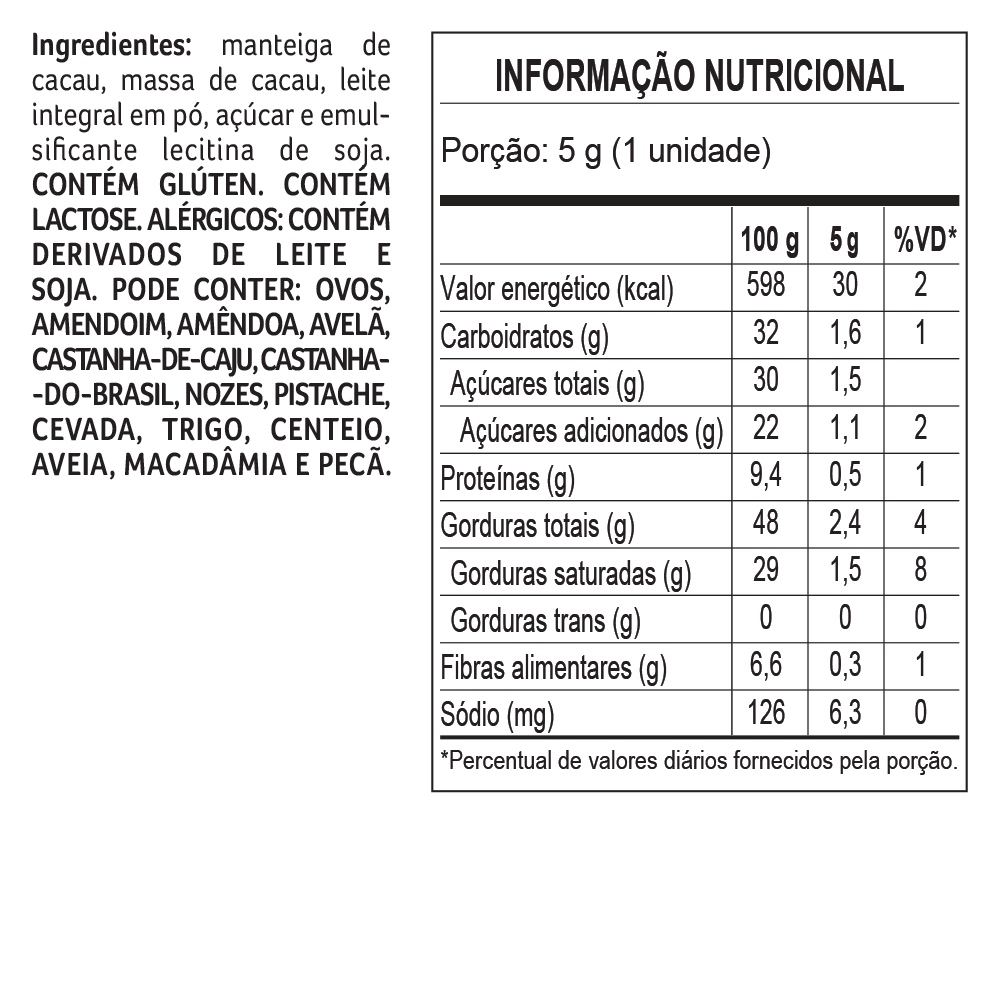 Ingredientes: manteiga de
cacau, massa de cacau, leite
integral em pó, açúcar e emul-
sificante lecitina de soja.
CONTÉM GLÚTEN. CONTÉM
LACTOSE. ALÉRGICOS: CONTÉM
DERIVADOS DE LEITE E
SOJA. PODE CONTER: OVOS,
AMENDOIM, AMÊNDOA, AVELÃ,
CASTANHA-DE-CAJU, CASTANHA-
-DO-BRASIL, NOZES, PISTACHE,
CEVADA, TRIGO, CENTEIO,
AVEIA, MACADÂMIA E PECÃ.
INFORMAÇÃO NUTRICIONAL
Porção: 5 g (1 unidade)
100 g 5 g %VD*
Valor energético (kcal) 598 30 2
Carboidratos (g) 32 1,6 1
Açúcares totais (g) 30 1,5
Açúcares adicionados (g) 22 1,1 2
Proteínas (g) 9,4 0,5 1
Gorduras totais (g) 48 2,4 4
Gorduras saturadas (g) 29 1,5 8
Gorduras trans (g) 0 0 0
Fibras alimentares (g) 6,6 0,3 1
Sódio (mg) 126 6,3 0
*Percentual de valores diários fornecidos pela porção.